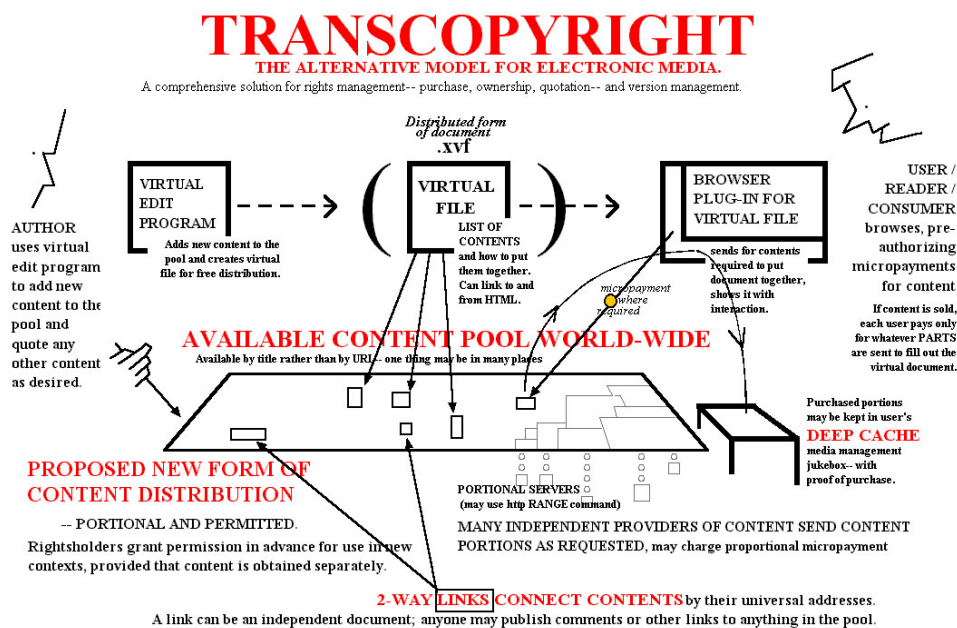 TRANSCOPYRIGHT
THE ALTERNATIVE MODEL FOR ELECTRONIC MEDIA.
A comprehensive solution for rights management-- purchase, ownership, quotation-- and version management.
Distributed form
of document
.xvf
VIRTUAL
EDIT
PROGRAM
Adds new content to the
pool and creates virtual
file for free distribution.
VIRTUAL
FILE
LIST OF
CONTENTS
and how to put
them together.
Can link to and
from HTML.
BROWSER
PLUG-IN FOR
VIRTUAL FILE
sends for contents
required to put
document together,
shows it with
interaction.
USER /
READER /
CONSUMER
browses, pre-
authorizing
micropayments
for content
If content is sold,
each user pays only
for whatever PARTS
are sent to fill out the
virtual document.
AUTHOR
uses virtual
edit program
to add new
content to the
pool and
quote any
other content
as desired.
micropayment
where
required
AVAILABLE CONTENT POOL WORLD-WIDE
Available by title rather than by URL-- one thing may be in many places
Purchased portions
may be kept in user's
DEEP CACHE
media management
jukebox-- with
proof of purchase.
PROPOSED NEW FORM OF
CONTENT DISTRIBUTION
-- PORTIONAL AND PERMITTED.
Rightsholders grant permission in advance for use in new
contexts, provided that content is obtained separately.
PORTIONAL SERVERS
(may use http RANGE command)
MANY INDEPENDENT PROVIDERS OF CONTENT SEND CONTENT
PORTIONS AS REQUESTED, may charge proportional micropayment
2-WAY LINKS CONNECT CONTENTS by their universal addresses.
A link can be an independent document; anyone may publish comments or other links to anything in the pool.